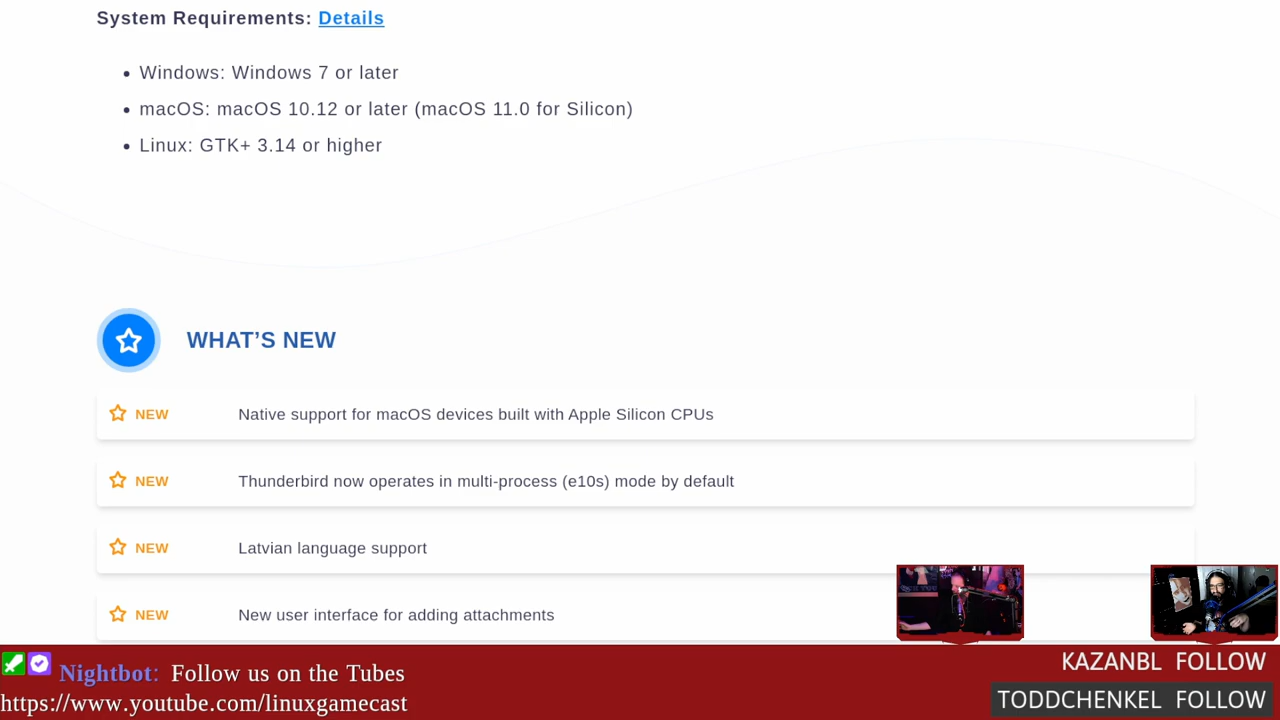 System Requirements: Details
Windows: Windows 7 or later
macOS: macOS 10.12 or later (macOS 11.0 for Silicon)
Linux: GTK+ 3.14 or higher
WHAT’S NEW
NEW Native support for macOS devices built with Apple Silicon CPUs
NEW Thunderbird now operates in multi-process (e10s) mode by default
NEW Latvian language support
NEW New user interface for adding attachments
Nightbot: Follow us on the Tubes
https://www.youtube.com/linuxgamecast
KAZANBL FOLLOW
TODDCHENKEL FOLLOW